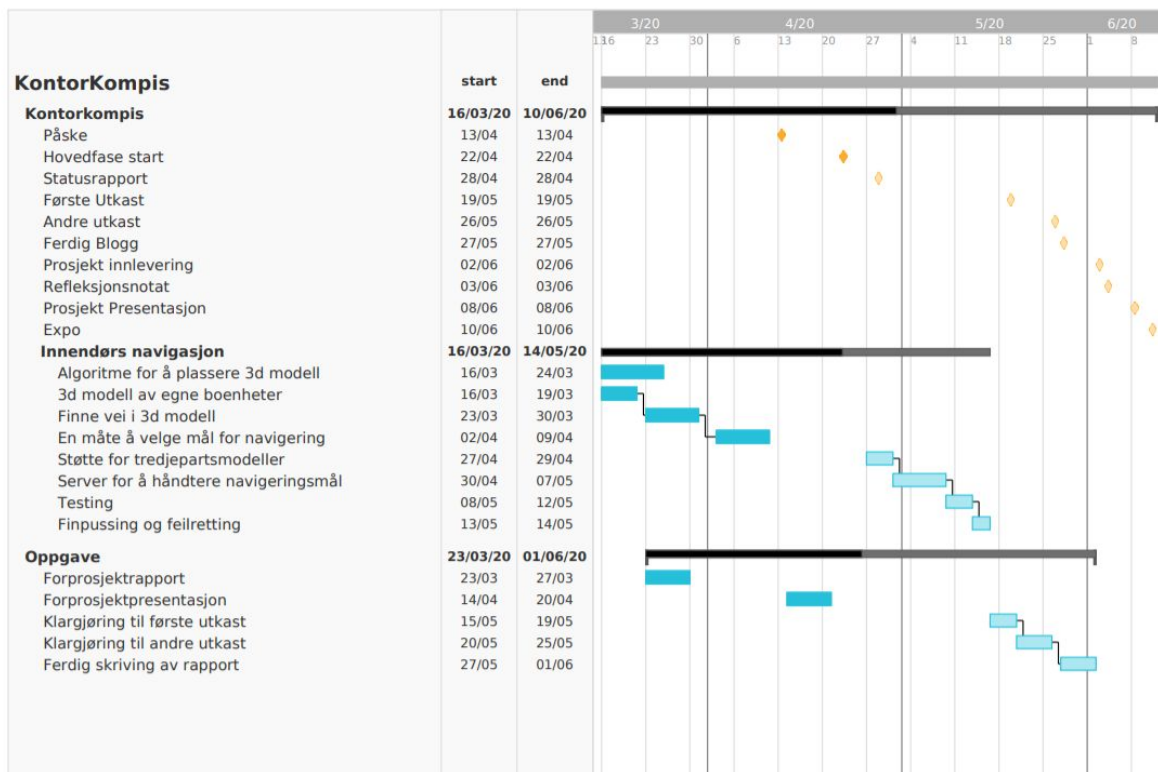 3/20 4/20 5/20 6/20
13 16 23 30 6 13 20 27 4 11 18 25 1 8
KontorKompis start end
Kontorkompis 16/03/20 10/06/20
Påske 13/04 13/04
Hovedfase start 22/04 22/04
Statusrapport 28/04 28/04
Første Utkast 19/05 19/05
Andre utkast 26/05 26/05
Ferdig Blogg 27/05 27/05
Prosjekt innlevering 02/06 02/06
Refleksjonsnotat 03/06 03/06
Prosjekt Presentasjon 08/06 08/06
Expo 10/06 10/06
Innendørs navigasjon 16/03/20 14/05/20
Algoritme for å plassere 3d modell 16/03 24/03
3d modell av egne boenheter 16/03 19/03
Finne vei i 3d modell 23/03 30/03
En måte å velge mål for navigering 02/04 09/04
Støtte for tredjepartsmodeller 27/04 29/04
Server for å håndtere navigeringsmål 30/04 07/05
Testing 08/05 12/05
Finpussing og feilretting 13/05 14/05
Oppgave 23/03/20 01/06/20
Forprosjektrapport 23/03 27/03
Forprosjektpresentasjon 14/04 20/04
Klargjøring til første utkast 15/05 19/05
Klargjøring til andre utkast 20/05 25/05
Ferdig skriving av rapport 27/05 01/06